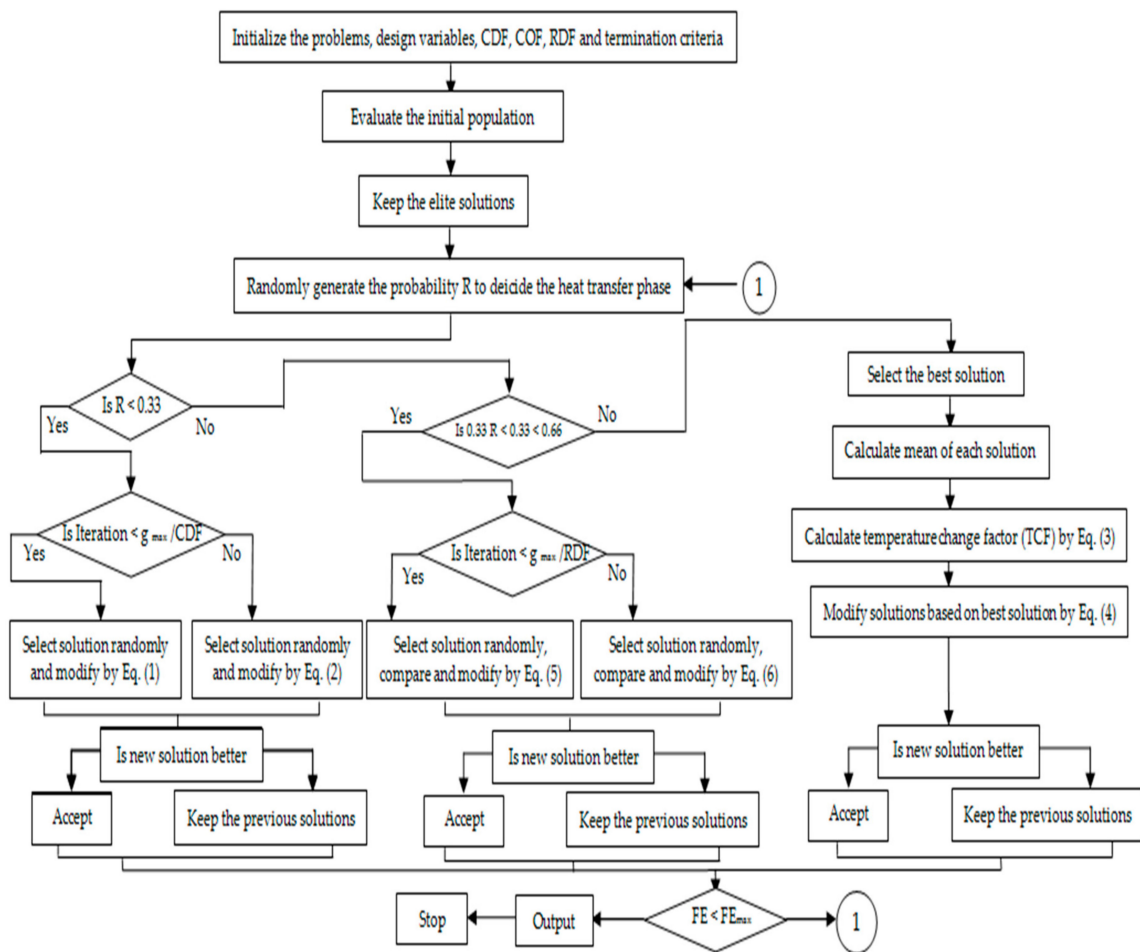 Initialize the problems, design variables, CDF, COF, RDF and termination criteria
Evaluate the initial population
Keep the elite solutions
Randomly generate the probability R to deicide the heat transfer phase
1
Is R < 0.33
Yes
No
Is 0.33 R < 0.33 < 0.66
Yes
No
Select the best solution
Calculate mean of each solution
Calculate temperature change factor (TCF) by Eq. (3)
Modify solutions based on best solution by Eq. (4)
Is Iteration < g max /CDF
Yes
No
Is Iteration < g max /RDF
Yes
No
Select solution randomly
and modify by Eq. (1)
Select solution randomly
and modify by Eq. (2)
Select solution randomly,
compare and modify by Eq. (5)
Select solution randomly,
compare and modify by Eq. (6)
Is new solution better
Accept
Keep the previous solutions
Is new solution better
Accept
Keep the previous solutions
Is new solution better
Accept
Keep the previous solutions
Stop
Output
FE < FEmax
1